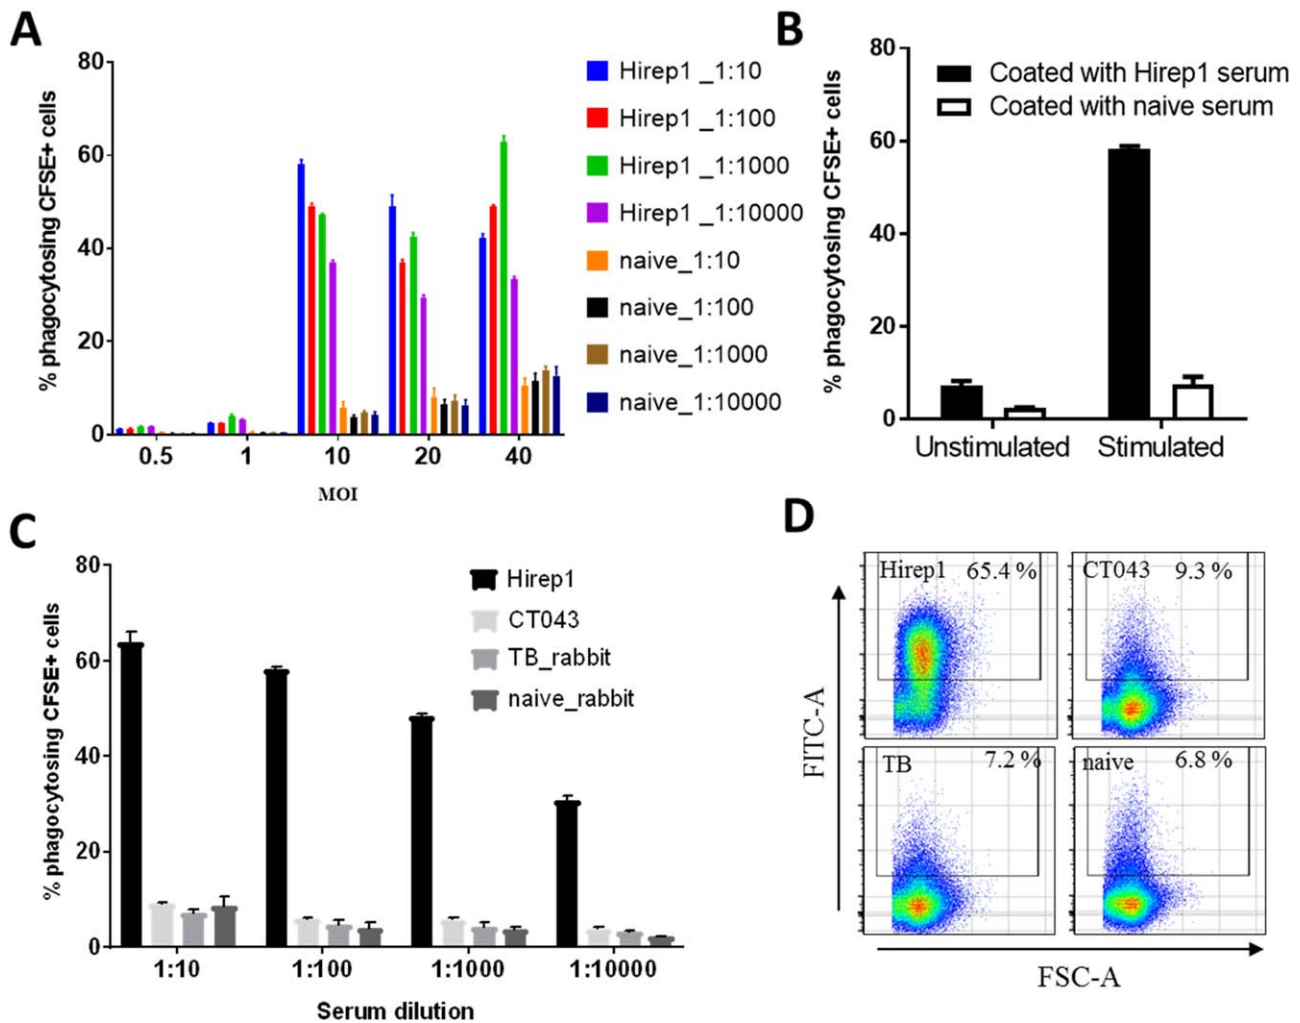 A
% phagocytosing CFSE+ cells
80
60
40
20
0
0.5 1 10 20 40
MOI
Hirep1 _1:10
Hirep1 _1:100
Hirep1 _1:1000
Hirep1 _1:10000
naive_1:10
naive_1:100
naive_1:1000
naive_1:10000
B
% phagocytosing CFSE+ cells
80
60
40
20
0
Coated with Hirep1 serum
Coated with naive serum
Unstimulated Stimulated
C
% phagocytosing CFSE+ cells
80
60
40
20
0
Hirep1
CT043
TB_rabbit
naive_rabbit
1:10 1:100 1:1000 1:10000
Serum dilution
D
FITC-A
Hirep1 65.4 %
CT043 9.3 %
TB 7.2 %
naive 6.8 %
FSC-A